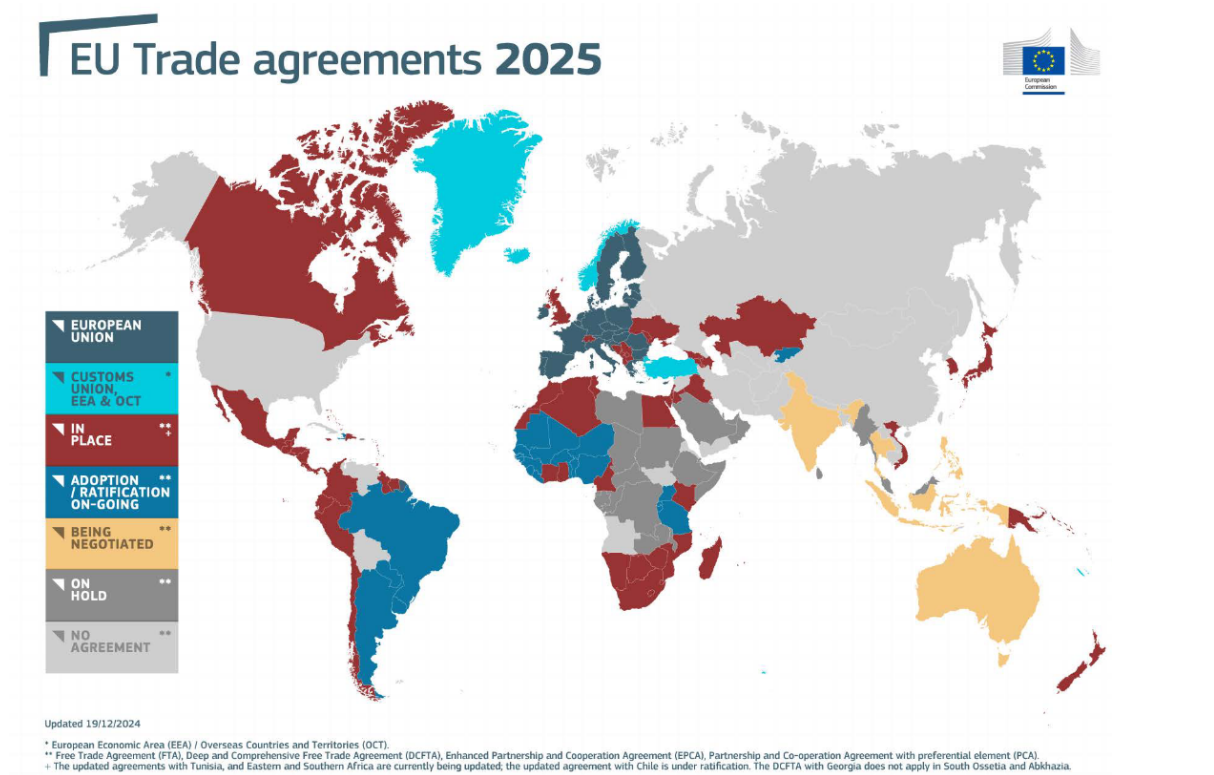 EU Trade agreements 2025
European
Commission
EUROPEAN
UNION
CUSTOMS *
UNION,
EEA & OCT
IN **
PLACE +
ADOPTION **
/ RATIFICATION
ON-GOING
BEING **
NEGOTIATED
ON **
HOLD
NO **
AGREEMENT
Updated 19/12/2024
* European Economic Area (EEA) / Overseas Countries and Territories (OCT).
** Free Trade Agreement (FTA), Deep and Comprehensive Free Trade Agreement (DCFTA), Enhanced Partnership and Cooperation Agreement (EPCA), Partnership and Co-operation Agreement with preferential element (PCA).
+ The updated agreements with Tunisia, and Eastern and Southern Africa are currently being updated; the updated agreement with Chile is under ratification. The DCFTA with Georgia does not apply in South Ossetia and Abkhazia.